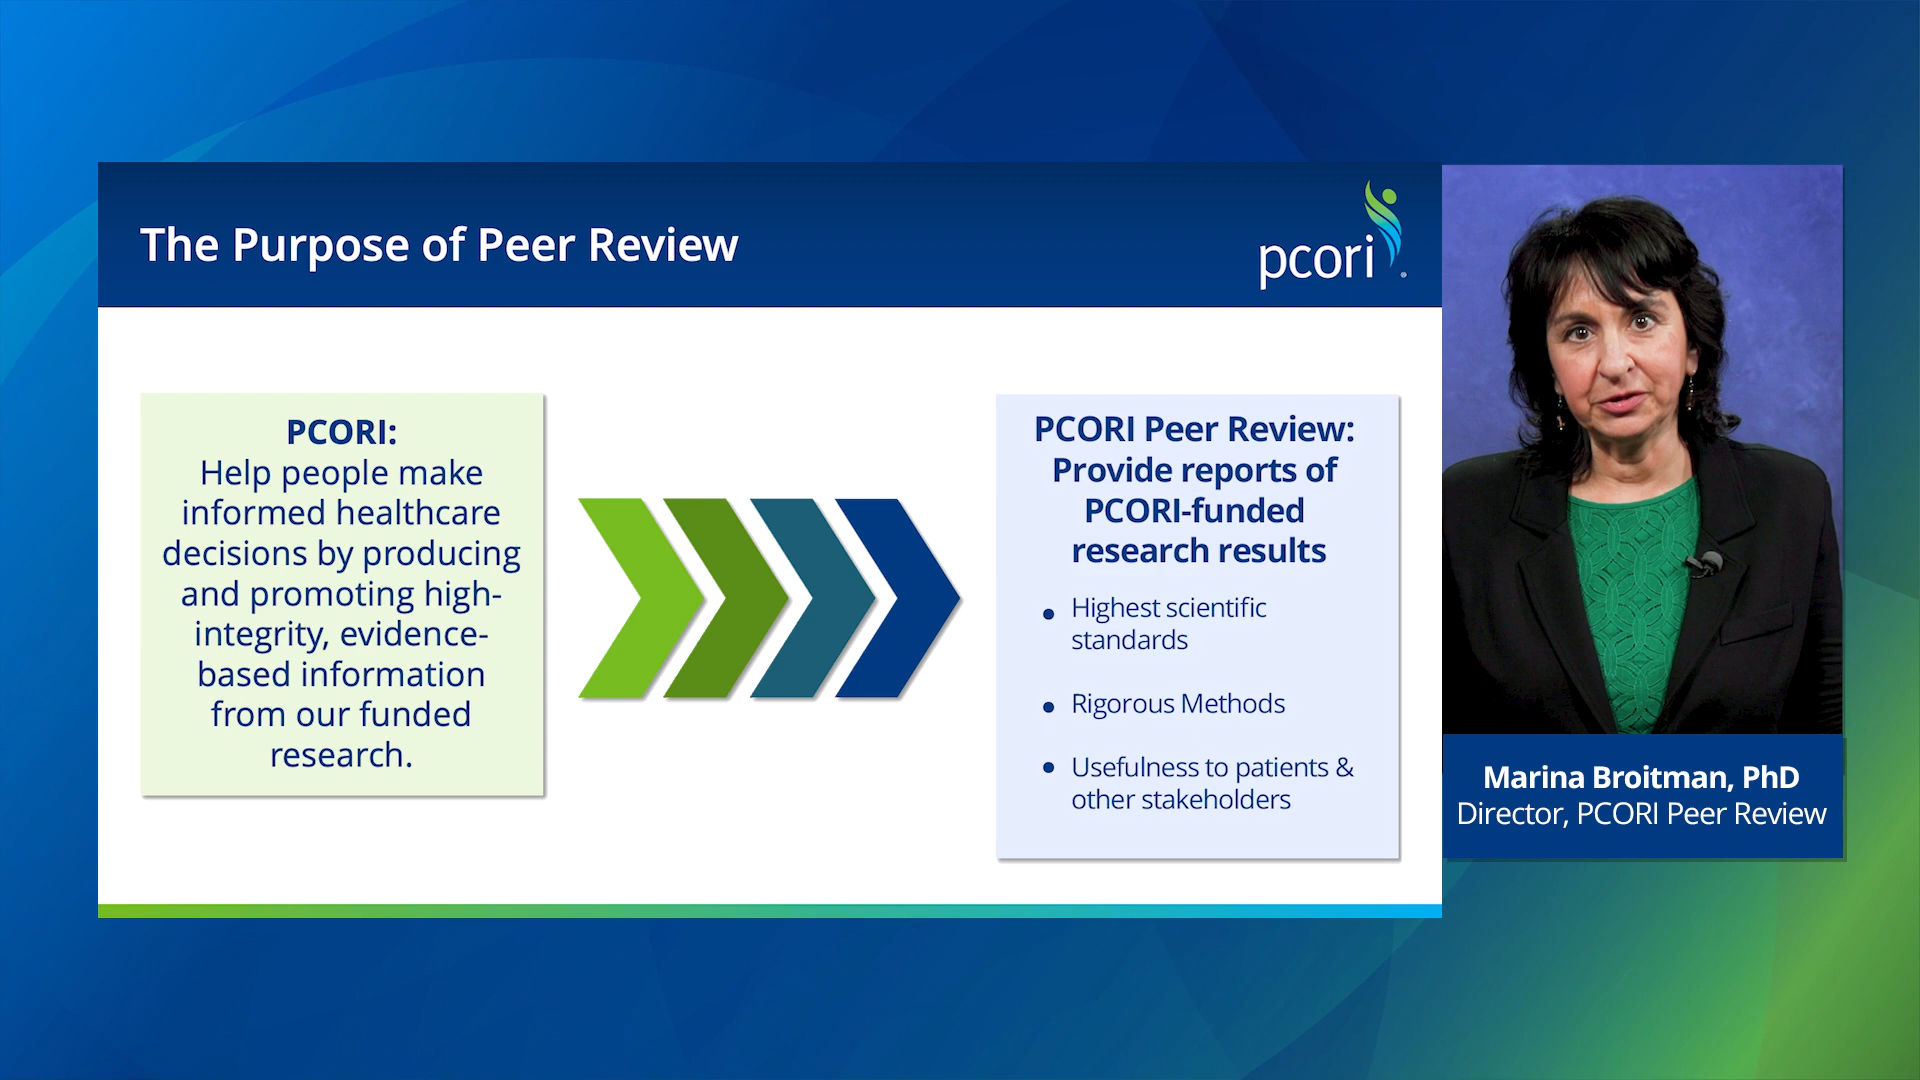 The Purpose of Peer Review
pcori
®
PCORI:
Help people make
informed healthcare
decisions by producing
and promoting high-
integrity, evidence-
based information
from our funded
research.
PCORI Peer Review:
Provide reports of
PCORI-funded
research results
• Highest scientific
standards
• Rigorous Methods
• Usefulness to patients &
other stakeholders
Marina Broitman, PhD
Director, PCORI Peer Review